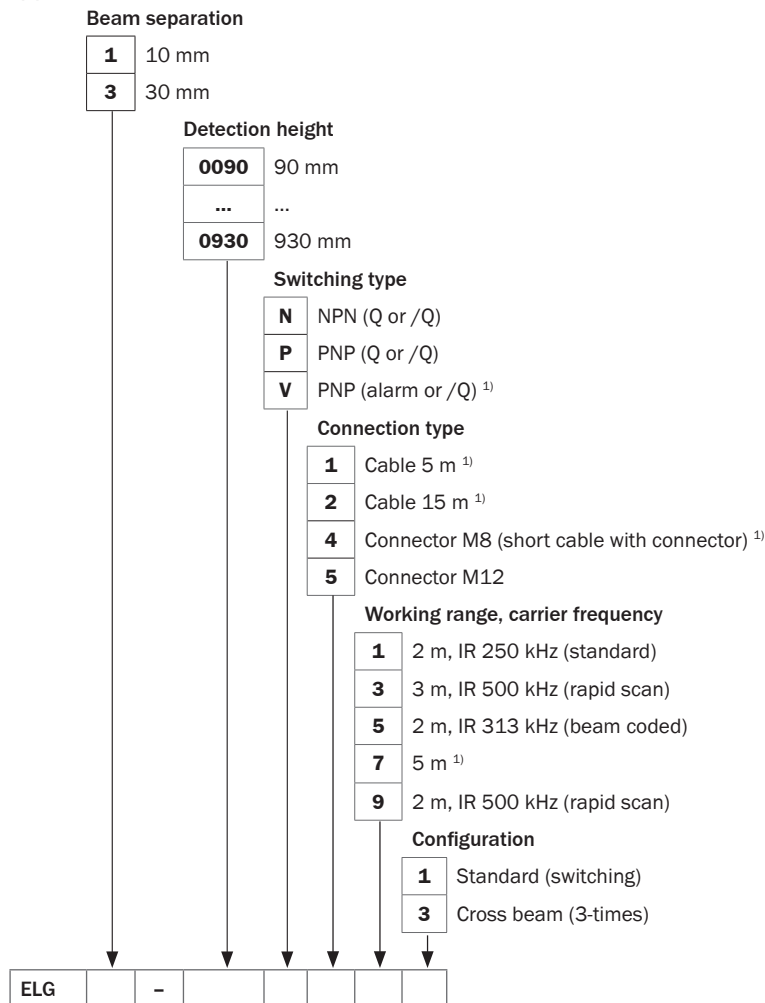 Beam separation
1 10 mm
3 30 mm
Detection height
0090 90 mm
... ...
0930 930 mm
Switching type
N NPN (Q or /Q)
P PNP (Q or /Q)
V PNP (alarm or /Q) 1)
Connection type
1 Cable 5 m 1)
2 Cable 15 m 1)
4 Connector M8 (short cable with connector) 1)
5 Connector M12
Working range, carrier frequency
1 2 m, IR 250 kHz (standard)
3 3 m, IR 500 kHz (rapid scan)
5 2 m, IR 313 kHz (beam coded)
7 5 m 1)
9 2 m, IR 500 kHz (rapid scan)
Configuration
1 Standard (switching)
3 Cross beam (3-times)
ELG –